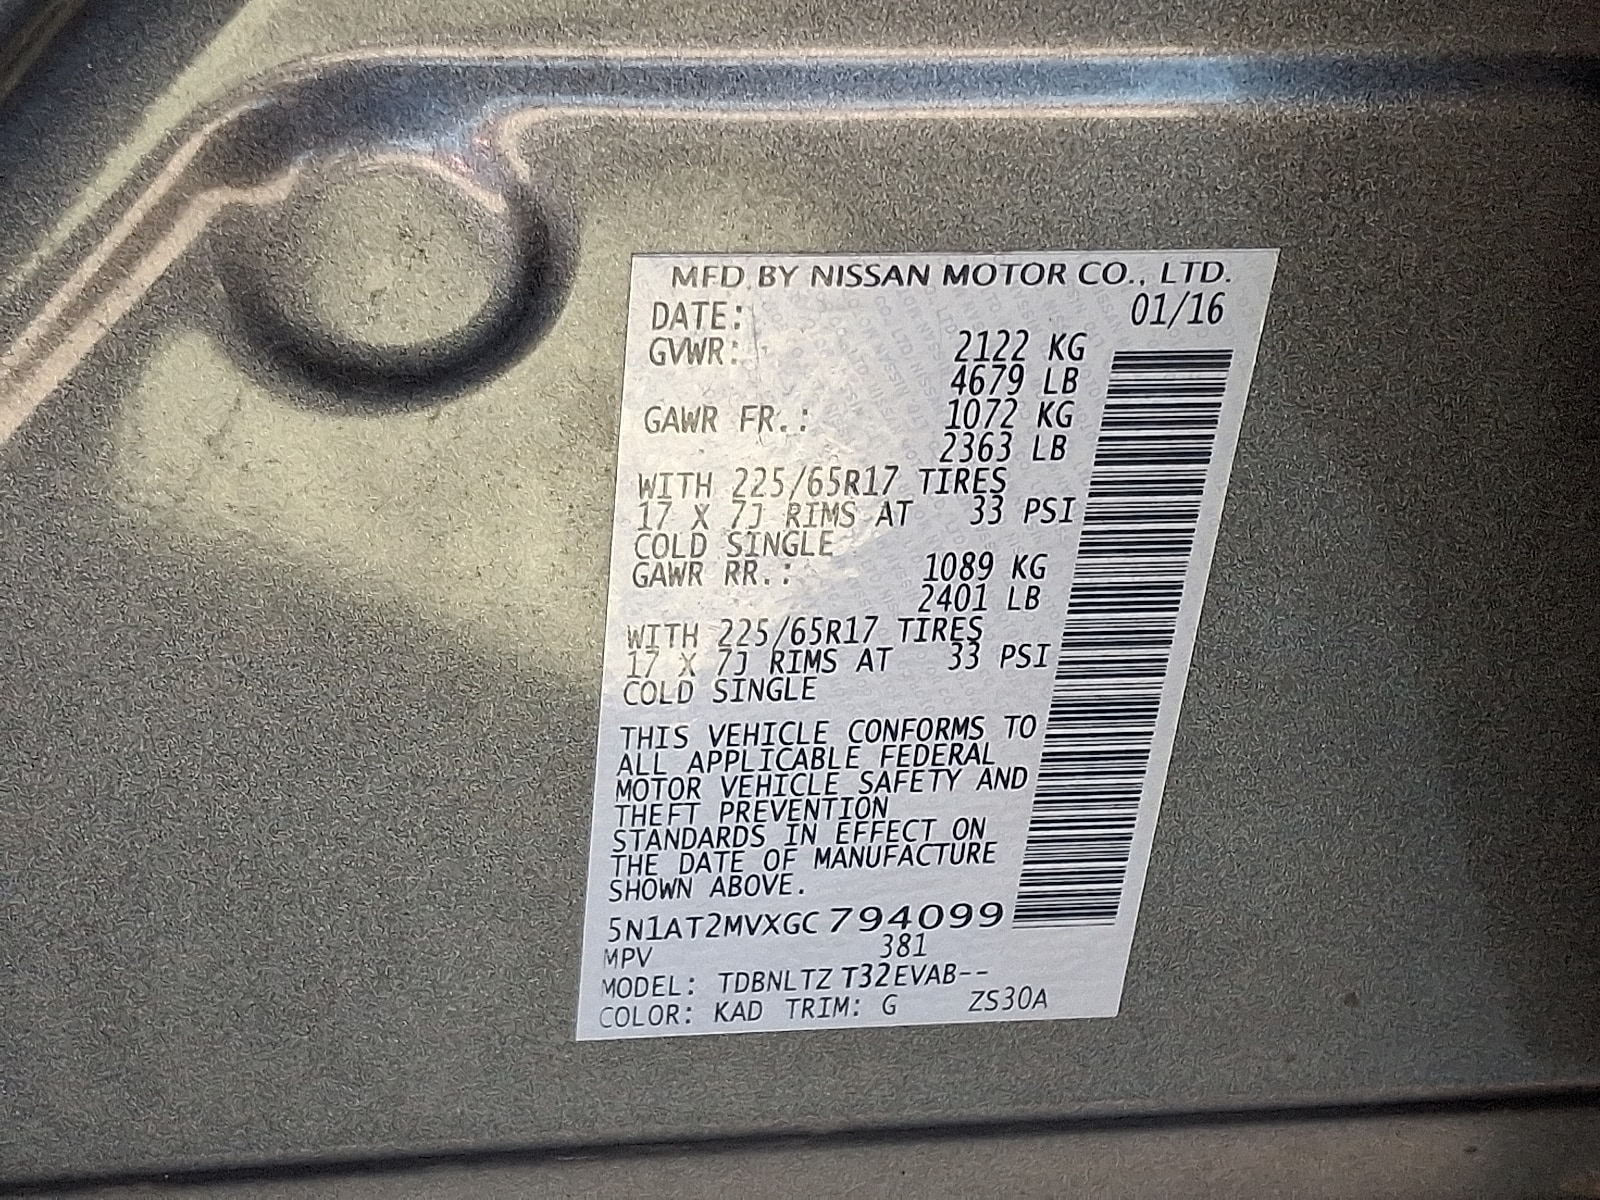 MFD BY NISSAN MOTOR CO., LTD.
DATE: 01/16
GVWR: 2122 KG
4679 LB
GAWR FR.: 1072 KG
2363 LB
WITH 225/65R17 TIRES
17 X 7J RIMS AT 33 PSI
COLD SINGLE
GAWR RR.: 1089 KG
2401 LB
WITH 225/65R17 TIRES
17 X 7J RIMS AT 33 PSI
COLD SINGLE
THIS VEHICLE CONFORMS TO
ALL APPLICABLE FEDERAL
MOTOR VEHICLE SAFETY AND
THEFT PREVENTION
STANDARDS IN EFFECT ON
THE DATE OF MANUFACTURE
SHOWN ABOVE.
5N1AT2MVXGC794099
MPV 381
MODEL: TDBNLTZ T32EVAB--
COLOR: KAD TRIM: G ZS30A